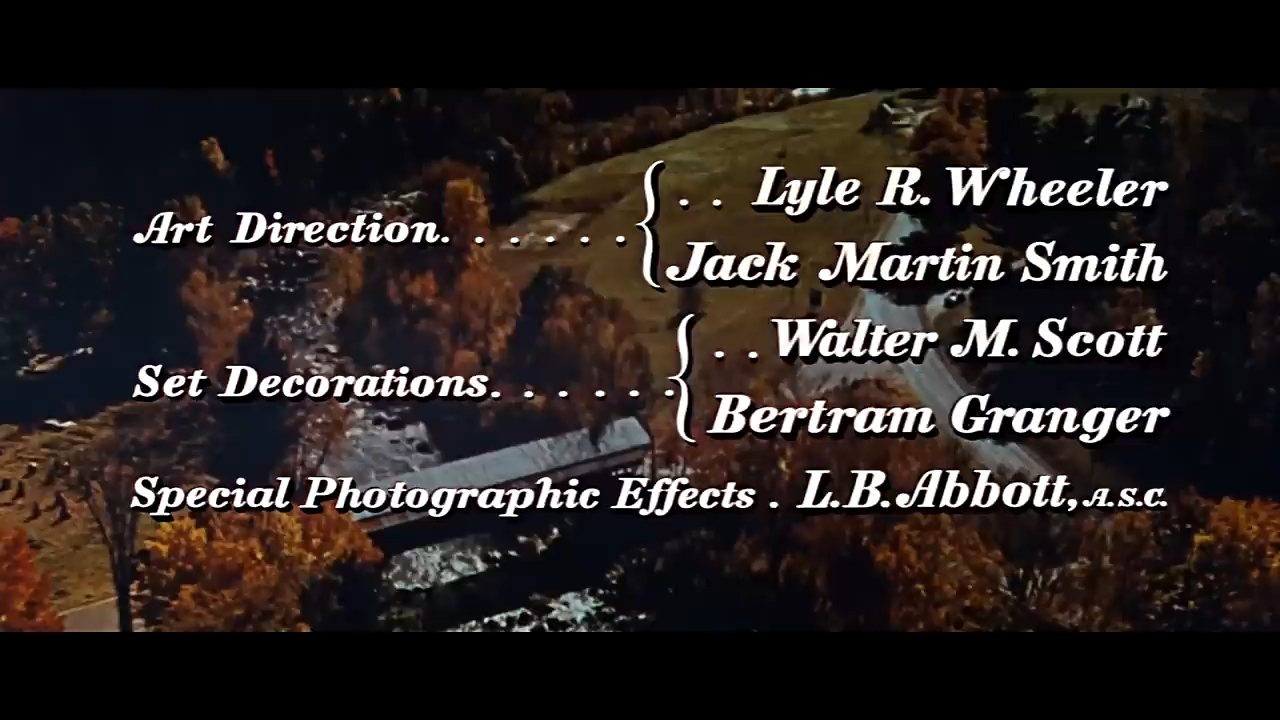 Art Direction. . . . . . { . . Lyle R. Wheeler
Jack Martin Smith
Set Decorations. . . . . . { . . Walter M. Scott
Bertram Granger
Special Photographic Effects . L.B. Abbott, A.S.C.